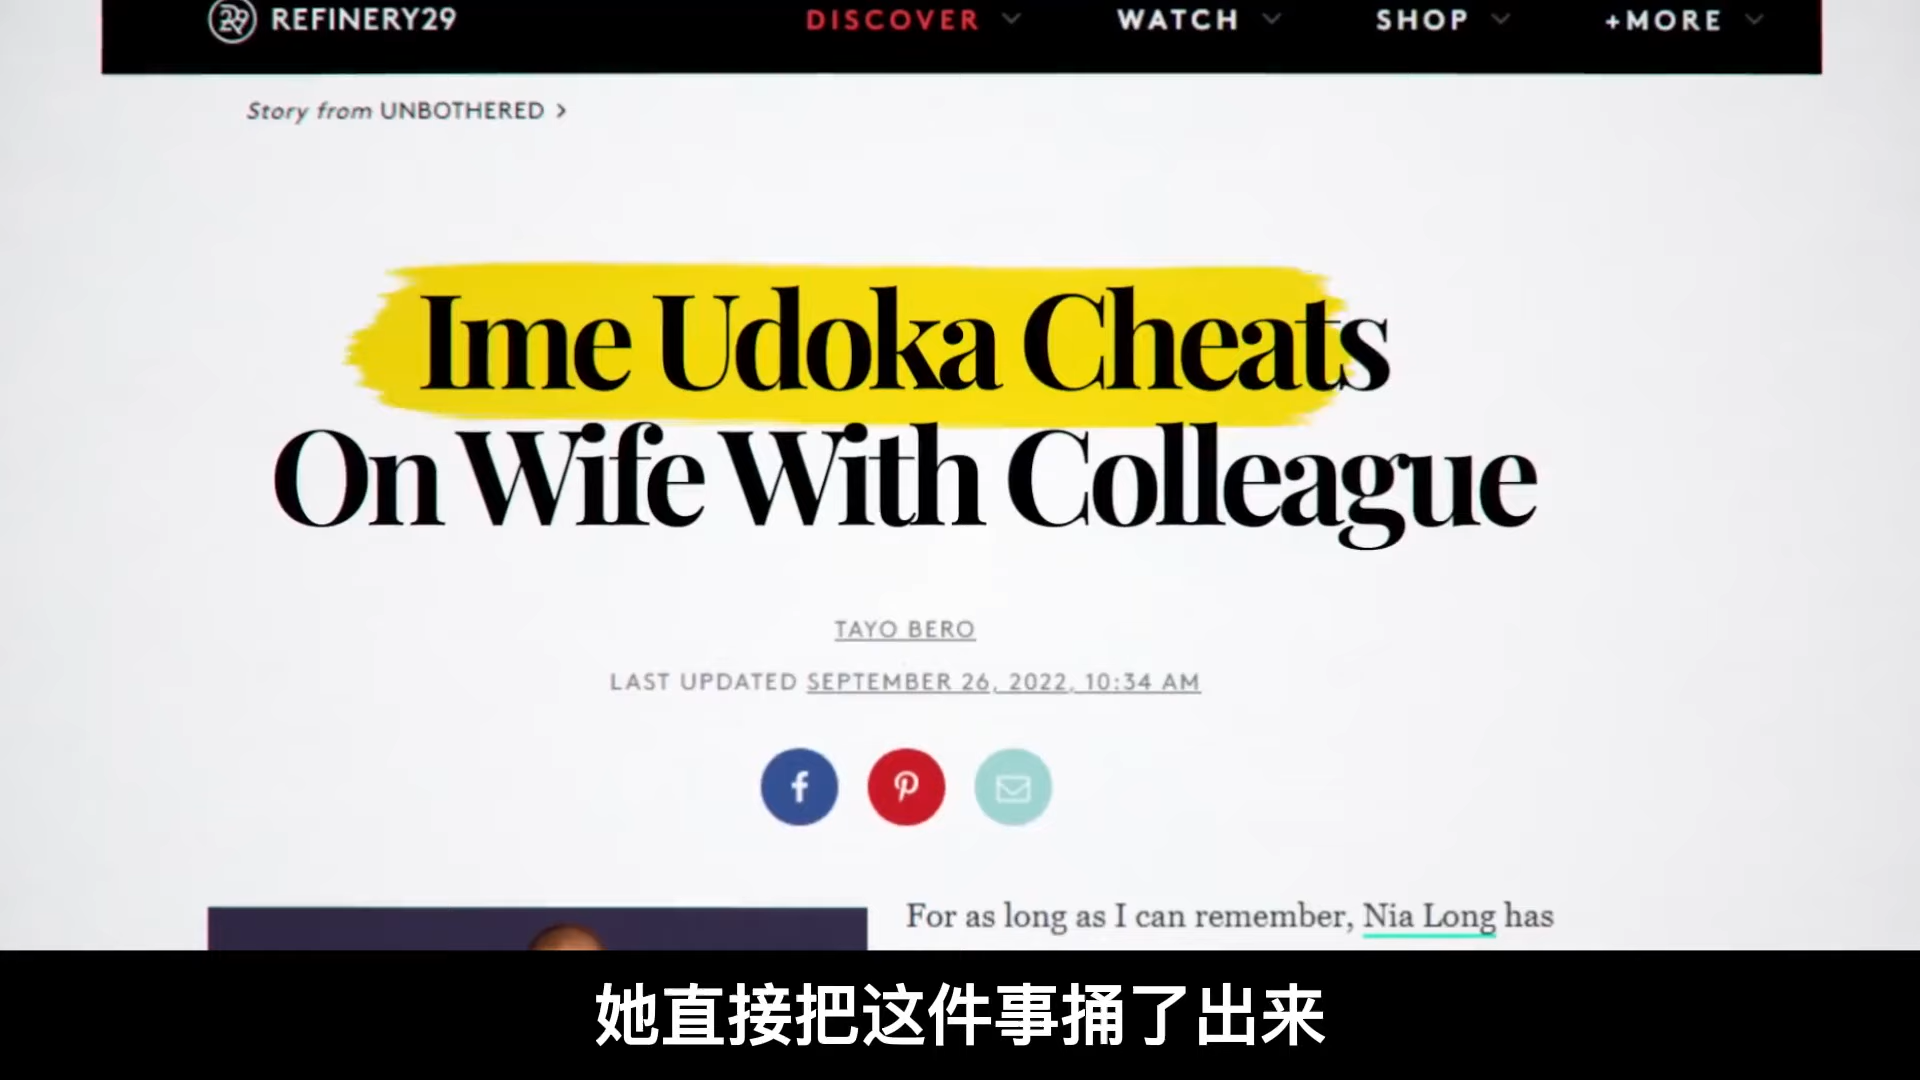 REFINERY29
DISCOVER
WATCH
SHOP
+MORE
Story from UNBOTHERED >
Ime Udoka Cheats
On Wife With Colleague
TAYO BERO
LAST UPDATED SEPTEMBER 26, 2022, 10:34 AM
For as long as I can remember, Nia Long has
她直接把这件事捅了出来